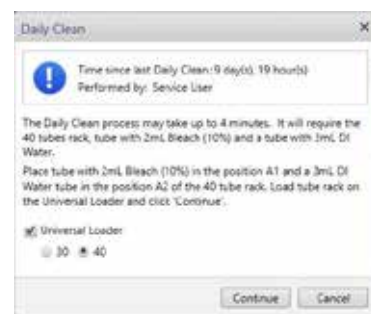 Daily Clean
Time since last Daily Clean: 9 day(s), 19 hour(s)
Performed by: Service User
The Daily Clean process may take up to 4 minutes. It will require the
40 tubes rack, tube with 2mL Bleach (10%) and a tube with 3mL DI
Water.
Place tube with 2mL Bleach (10%) in the position A1 and a 3mL DI
Water tube in the position A2 of the 40 tube rack. Load tube rack on
the Universal Loader and click 'Continue'.
Universal Loader
30 40
Continue Cancel